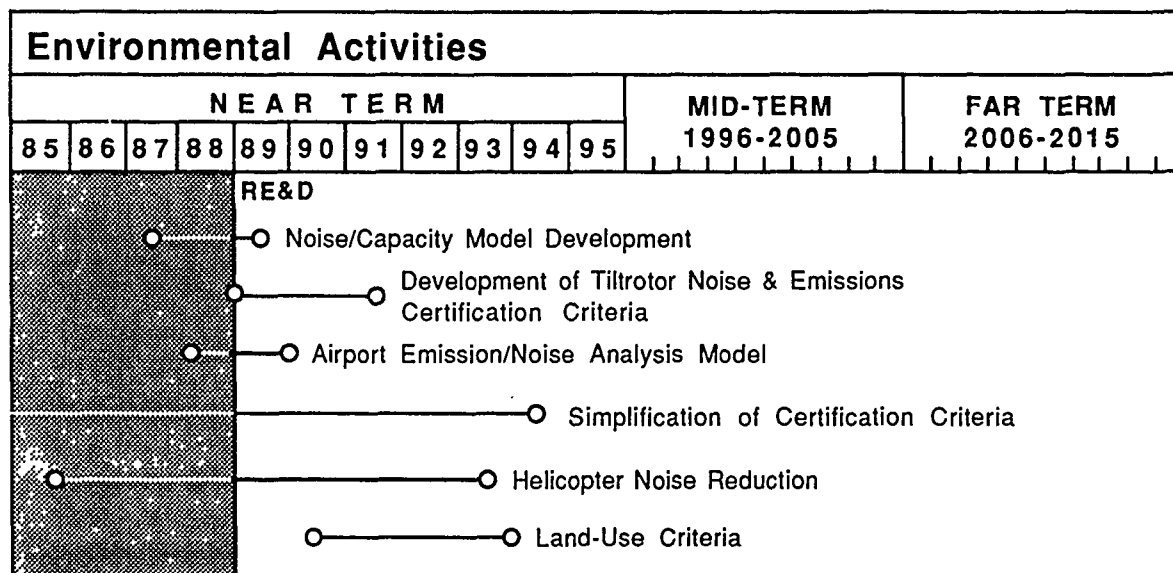 Environmental Activities
NEAR TERM
MID-TERM
1996-2005
FAR TERM
2006-2015
85 86 87 88 89 90 91 92 93 94 95
RE&D
Noise/Capacity Model Development
Development of Tiltrotor Noise & Emissions
Certification Criteria
Airport Emission/Noise Analysis Model
Simplification of Certification Criteria
Helicopter Noise Reduction
Land-Use Criteria